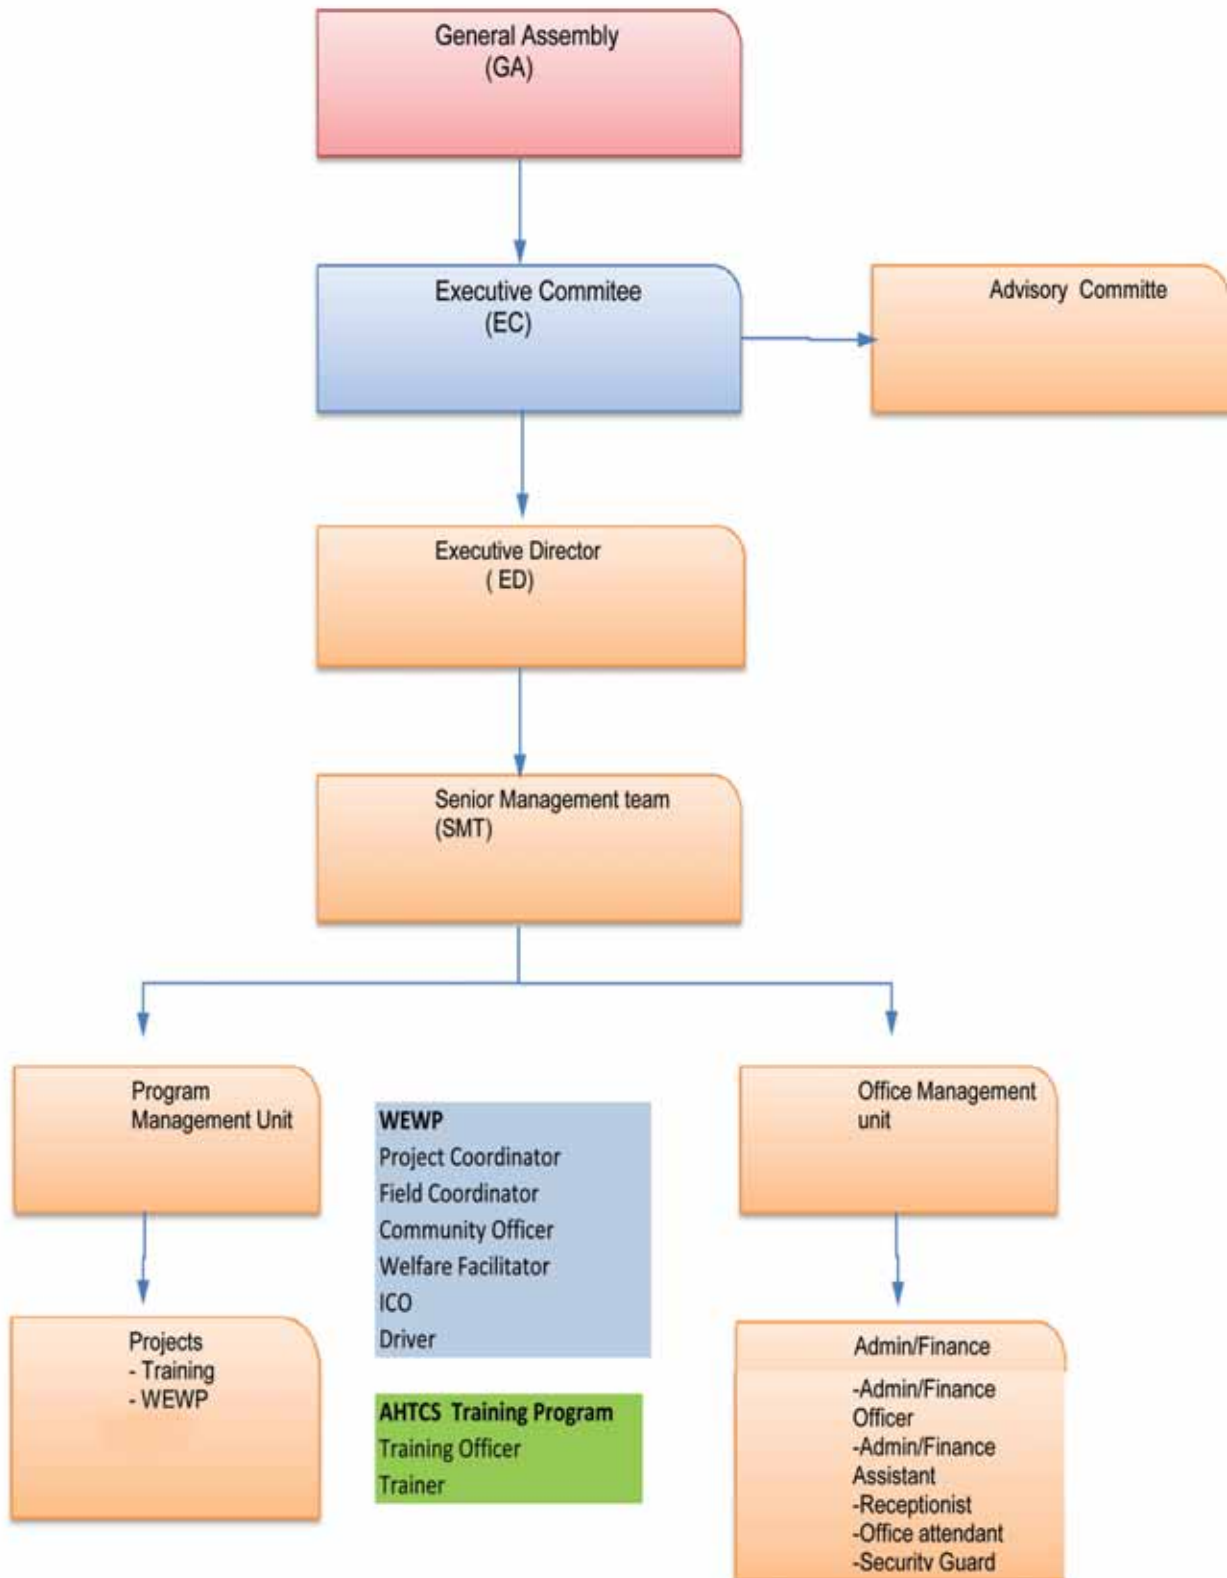 General Assembly
(GA)
Executive Commitee
(EC)
Advisory Committe
Executive Director
( ED)
Senior Management team
(SMT)
Program
Management Unit
Office Management
unit
WEWP
Project Coordinator
Field Coordinator
Community Officer
Welfare Facilitator
ICO
Driver
Projects
- Training
- WEWP
AHTCS Training Program
Training Officer
Trainer
Admin/Finance
-Admin/Finance
Officer
-Admin/Finance
Assistant
-Receptionist
-Office attendant
-Security Guard